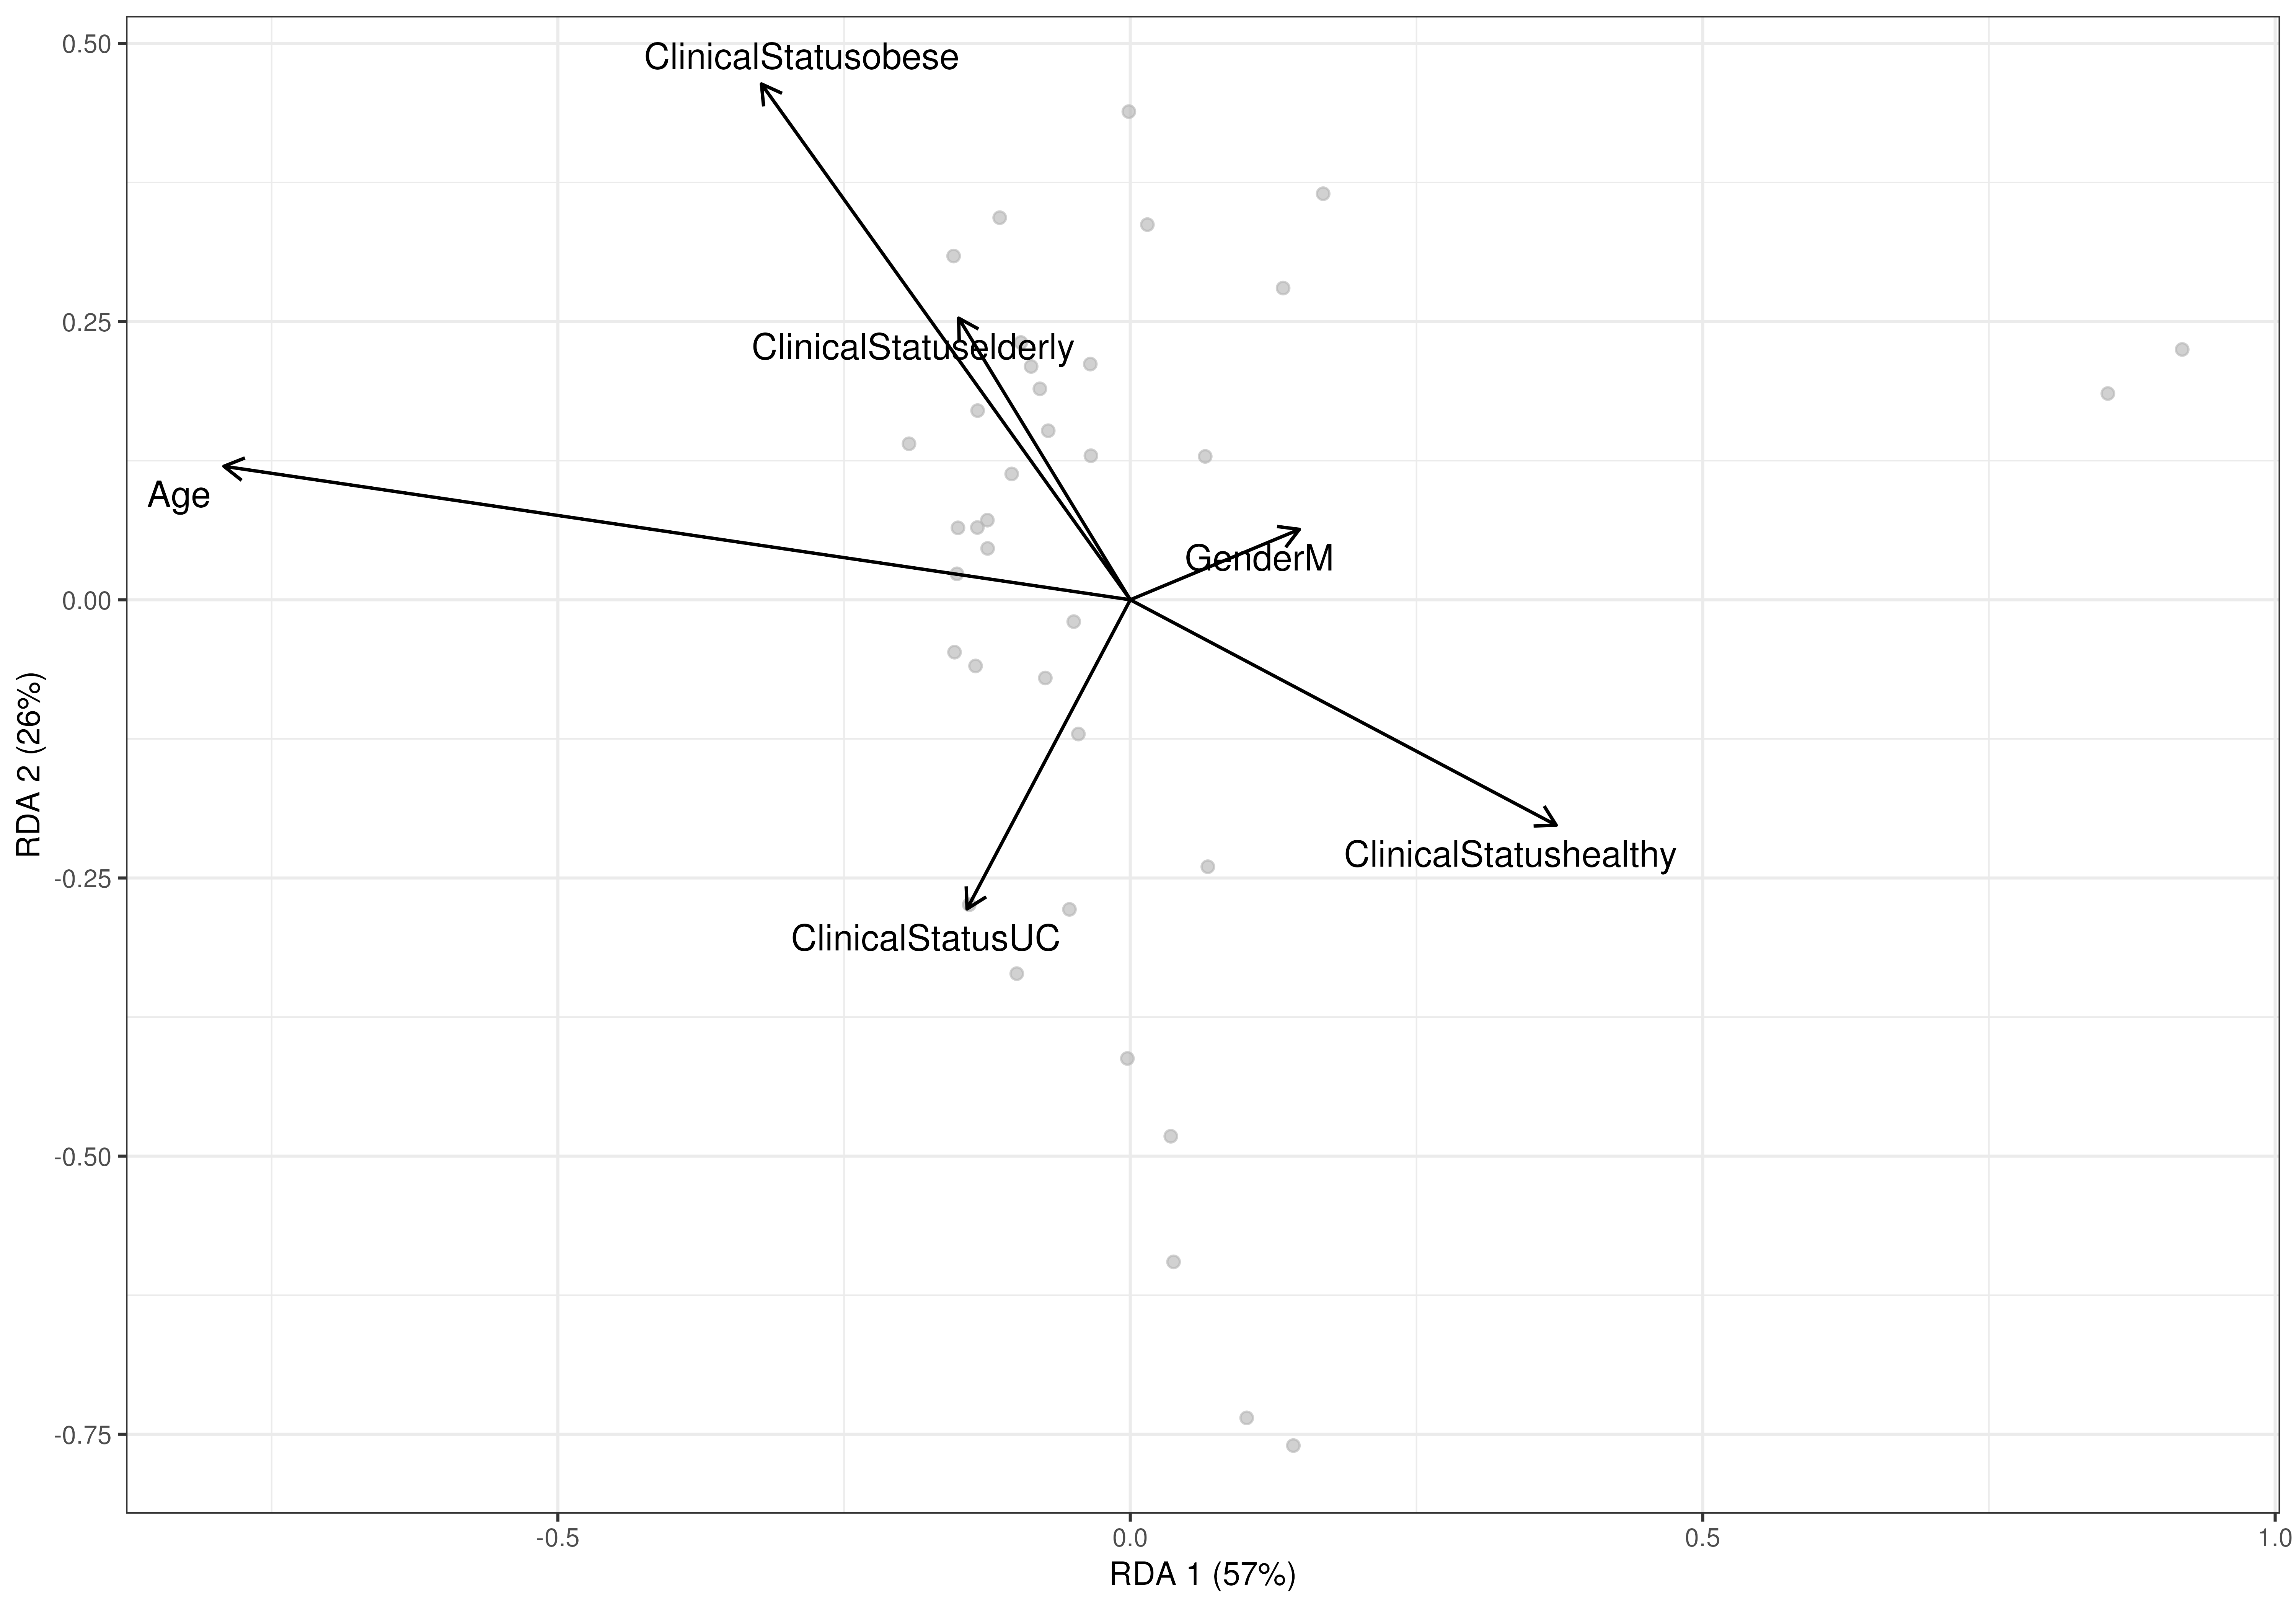 ClinicalStatusobese
ClinicalStatuselderly
Age
GenderM
ClinicalStatushealthy
ClinicalStatusUC
0.50
0.25
0.00
-0.25
-0.50
-0.75
RDA 2 (26%)
-0.5
0.0
0.5
1.0
RDA 1 (57%)